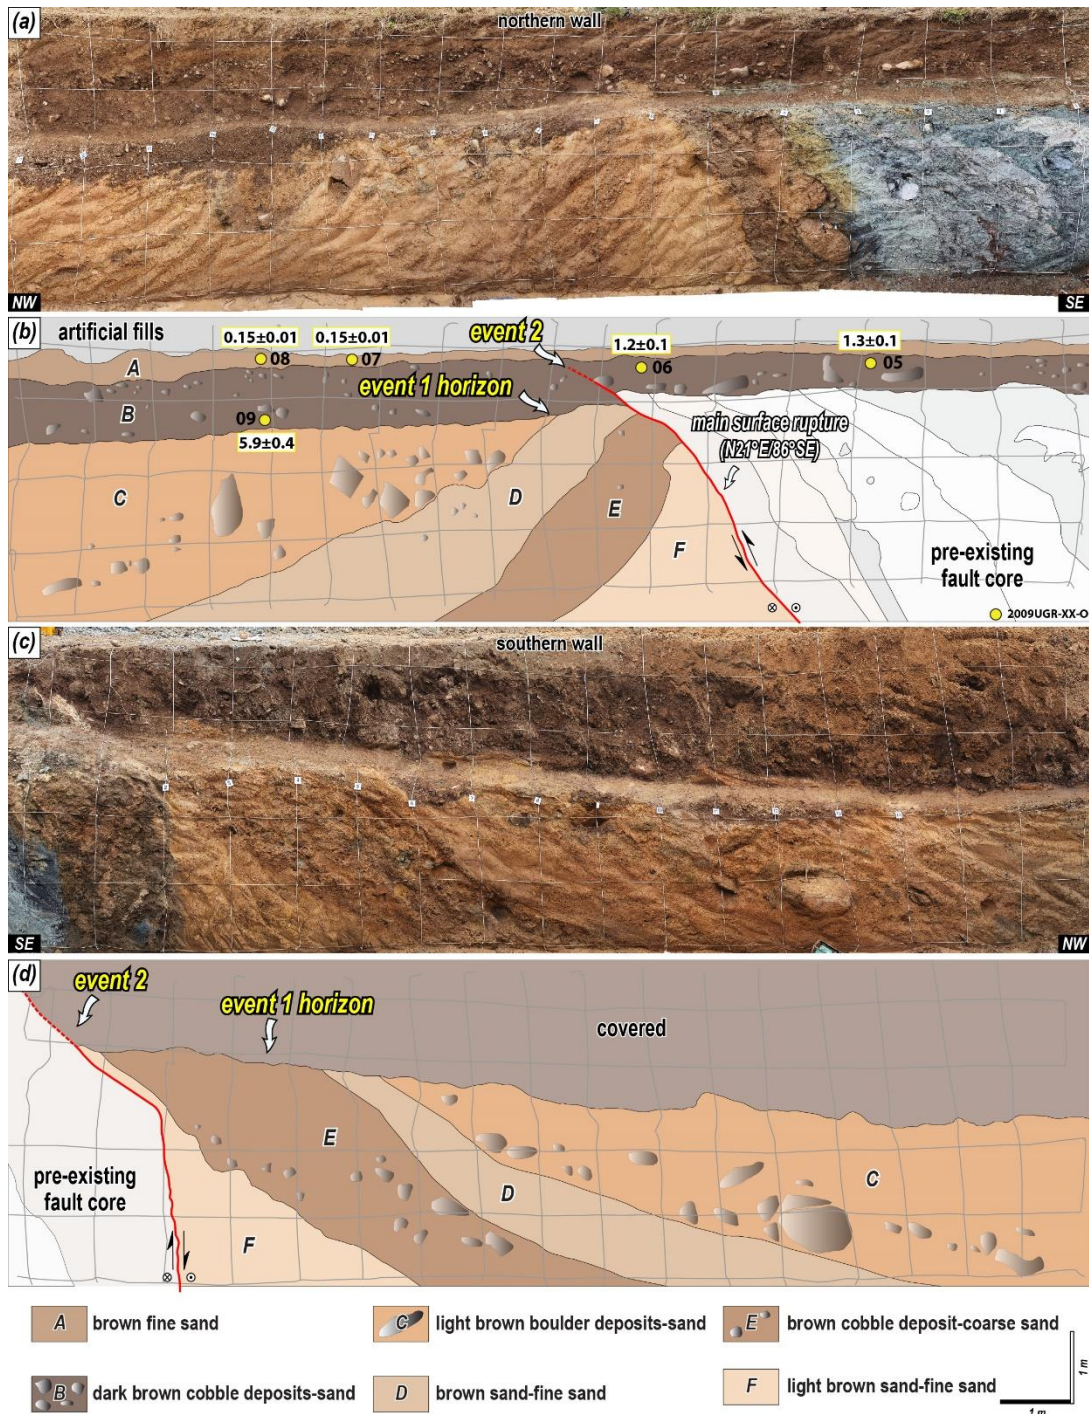 (a)
northern wall
NW
SE
(b)
artificial fills
0.15±0.01
0.15±0.01
event 2
1.2±0.1
1.3±0.1
A
08
07
06
05
event 1 horizon
B
09
5.9±0.4
main surface rupture
(N21°E/86°SE)
C
D
E
F
pre-existing
fault core
2009UGR-XX-O
(c)
southern wall
SE
NW
(d)
event 2
event 1 horizon
covered
E
pre-existing
fault core
D
C
F
A brown fine sand
C light brown boulder deposits-sand
E brown cobble deposit-coarse sand
B dark brown cobble deposits-sand
D brown sand-fine sand
F light brown sand-fine sand
1 m
1 m